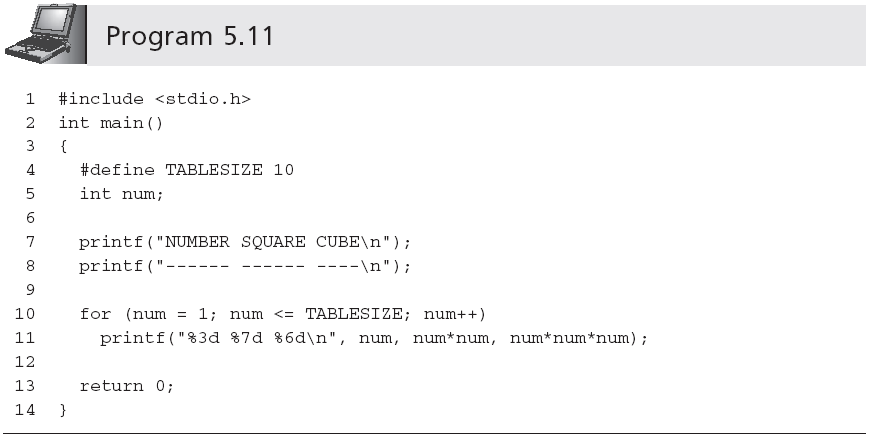 Program 5.11
1 #include <stdio.h>
2 int main()
3 {
4   #define TABLESIZE 10
5   int num;
6
7   printf("NUMBER SQUARE CUBE\n");
8   printf("------ ------ ----\n");
9
10   for (num = 1; num <= TABLESIZE; num++)
11     printf("%3d %7d %6d\n", num, num*num, num*num*num);
12
13   return 0;
14 }